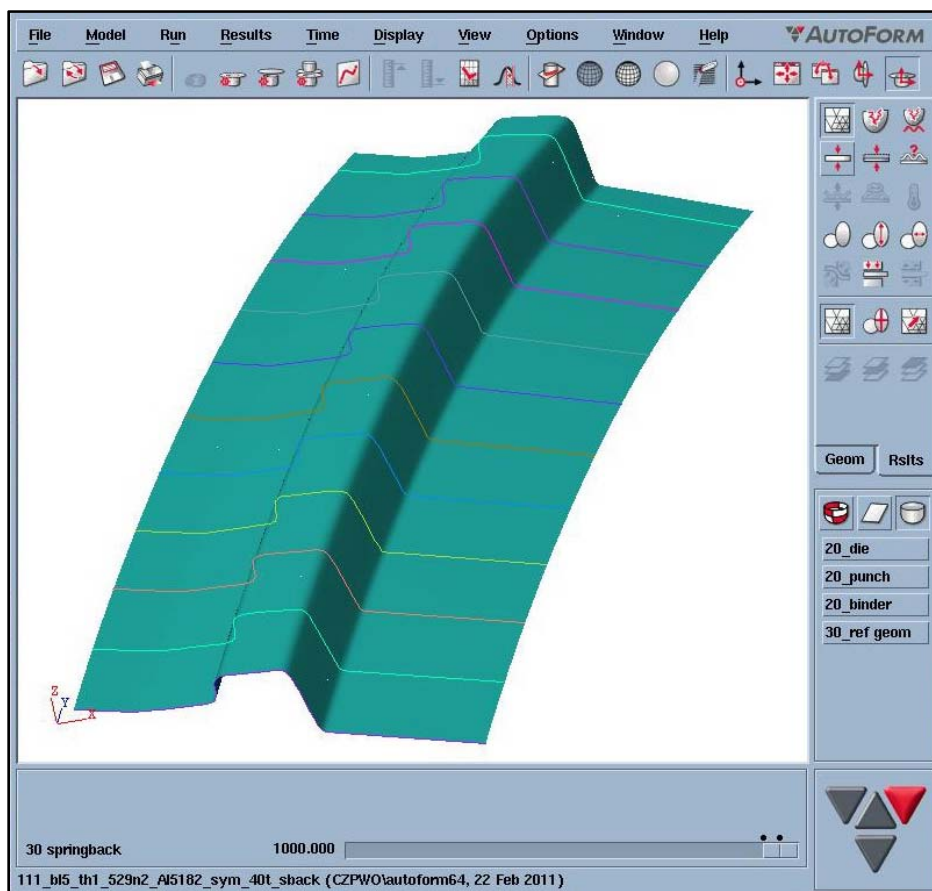 File Model Run Results Time Display View Options Window Help AUTOFORM
Geom Rslts
20_die
20_punch
20_binder
30_ref geom
Z
Y
X
30 springback 1000.000
111_bl5_th1_529n2_Al5182_sym_40t_sback (CZPWO\autoform64, 22 Feb 2011)